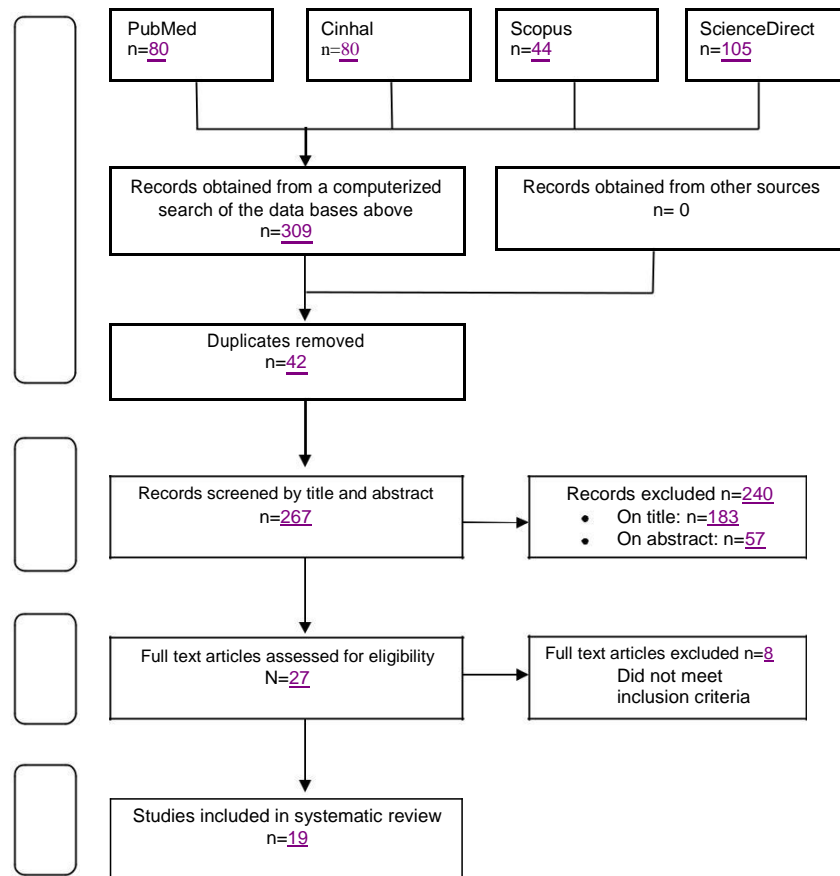 PubMed
n=80
Cinhal
n=80
Scopus
n=44
ScienceDirect
n=105
Records obtained from a computerized
search of the data bases above
n=309
Records obtained from other sources
n= 0
Duplicates removed
n=42
Records screened by title and abstract
n=267
Records excluded n=240
• On title: n=183
• On abstract: n=57
Full text articles assessed for eligibility
N=27
Full text articles excluded n=8
Did not meet
inclusion criteria
Studies included in systematic review
n=19